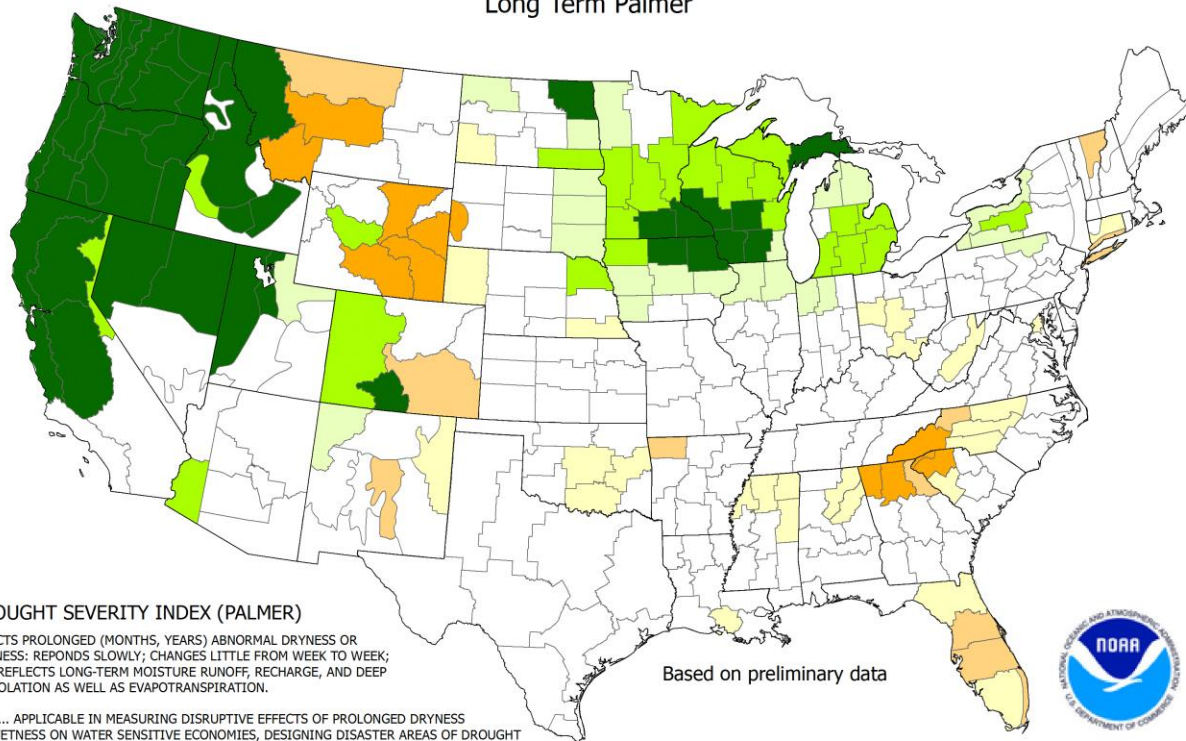 Long Term Palmer
OUGHT SEVERITY INDEX (PALMER)
CTS PROLONGED (MONTHS, YEARS) ABNORMAL DRYNESS OR
NESS: REPONDS SLOWLY; CHANGES LITTLE FROM WEEK TO WEEK;
REFLECTS LONG-TERM MOISTURE RUNOFF, RECHARGE, AND DEEP
OLATION AS WELL AS EVAPOTRANSPIRATION.
... APPLICABLE IN MEASURING DISRUPTIVE EFFECTS OF PROLONGED DRYNESS
ETNESS ON WATER SENSITIVE ECONOMIES, DESIGNING DISASTER AREAS OF DROUGHT
Based on preliminary data
NATIONAL OCEANIC AND ATMOSPHERIC ADMINISTRATION
NOAA
U.S. DEPARTMENT OF COMMERCE